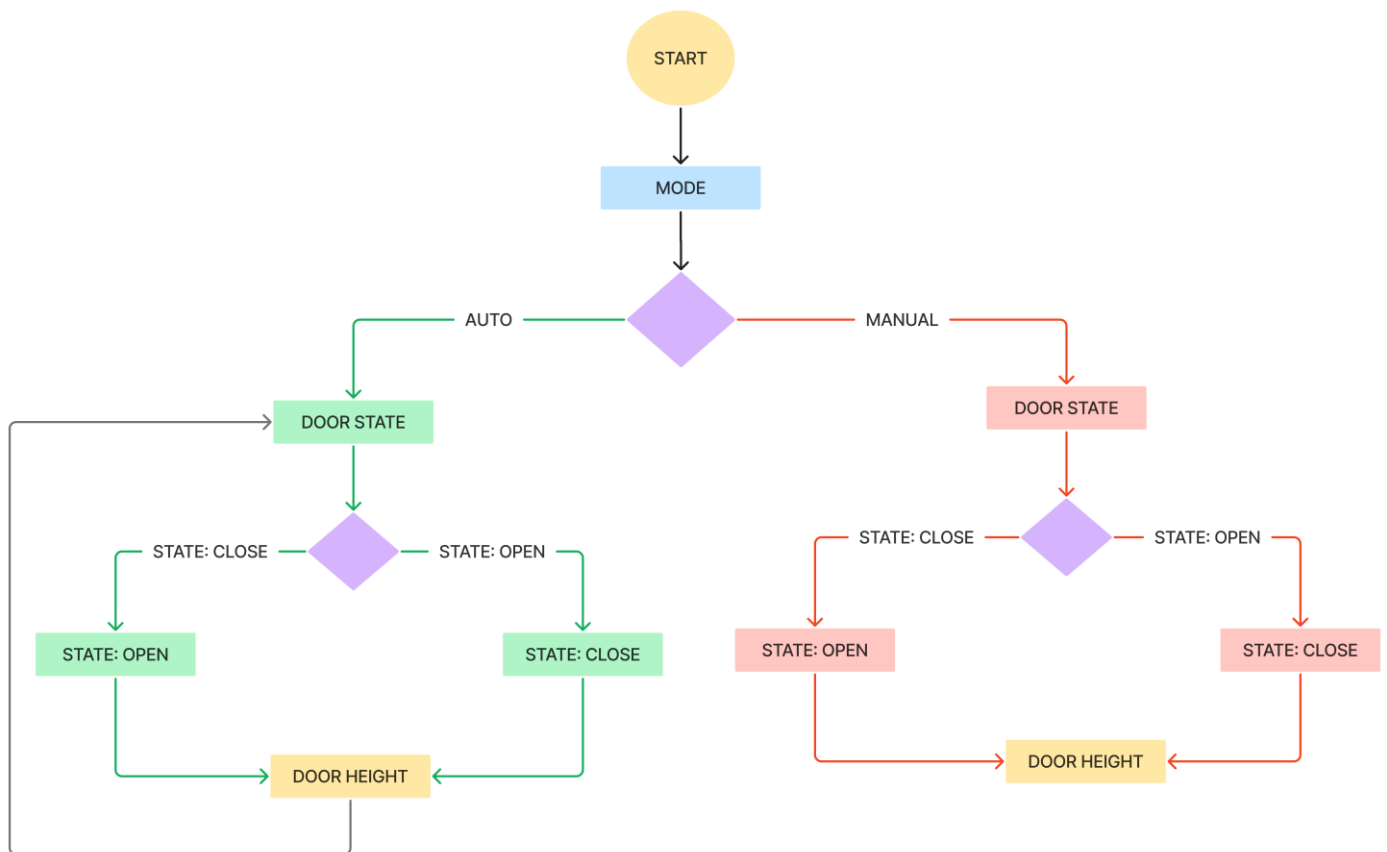 START
MODE
AUTO
MANUAL
DOOR STATE
DOOR STATE
STATE: CLOSE
STATE: OPEN
STATE: CLOSE
STATE: OPEN
STATE: OPEN
STATE: CLOSE
STATE: OPEN
STATE: CLOSE
DOOR HEIGHT
DOOR HEIGHT